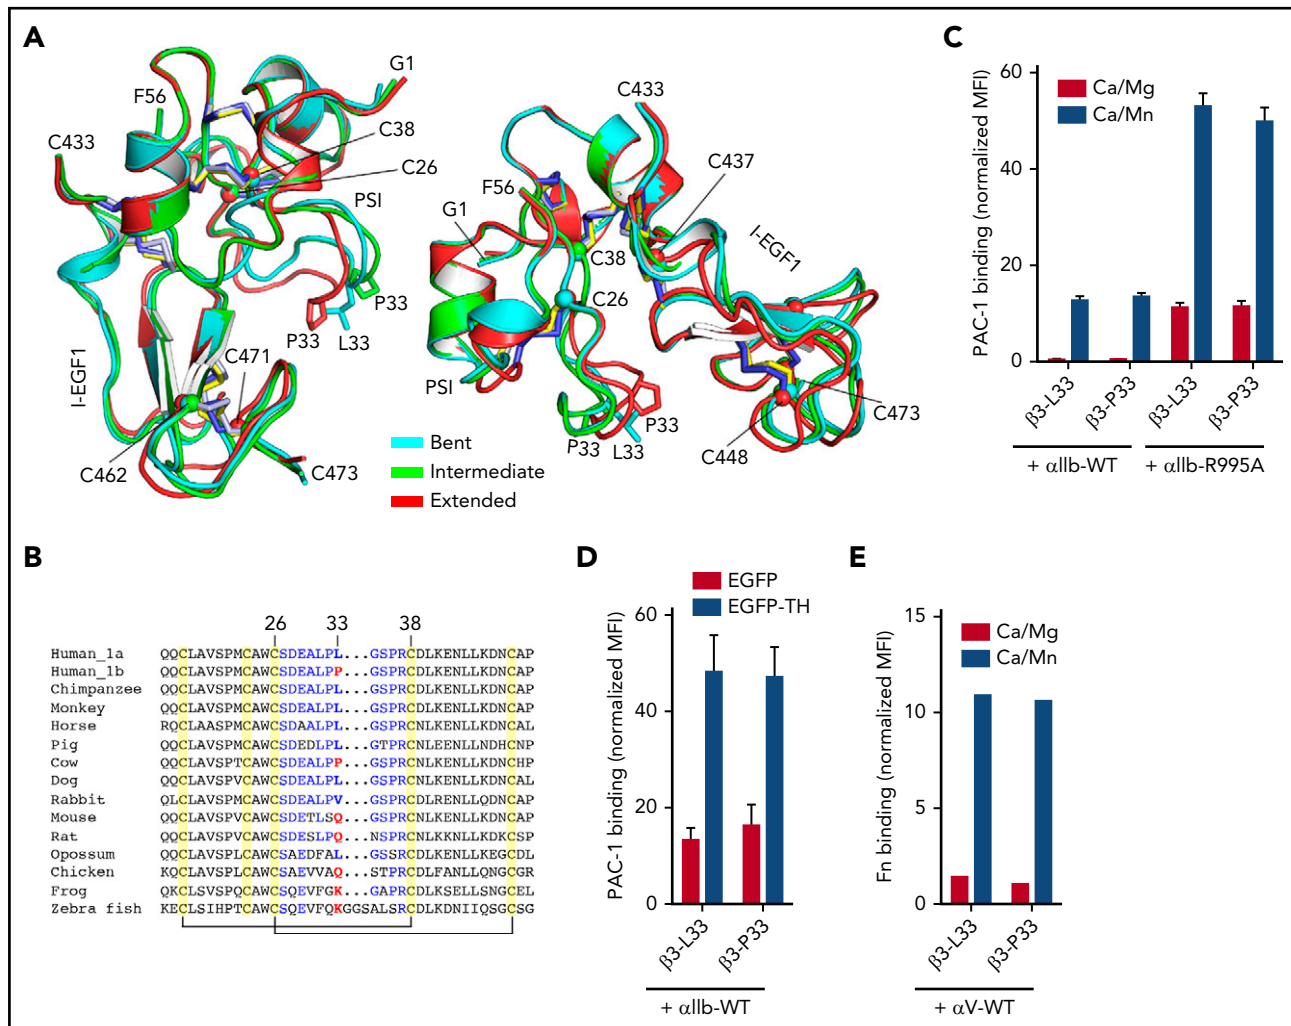 A
G1
F56
C38
C433
C26
PSI
P33
P33
L33
I-EGF1
C471
C462
C473
C433
C437
F56
G1
I-EGF1
C38
C26
PSI
P33
P33
L33
C473
C448
Bent
Intermediate
Extended
B
26 33 38
Human_1a QQCLAVSPMCAWCSDEALPL...GSPRCDLKENLLKDNCAP
Human_1b QQCLAVSPMCAWCSDEALPP...GSPRCDLKENLLKDNCAP
Chimpanzee QQCLAVSPMCAWCSDEALPL...GSPRCNLKENLLKDNCAP
Monkey QQCLAVSPMCAWCSDEALPL...GSPRCNLKENLLKDNCAP
Horse RQCLAASPMCAWCSDAALPL...GSPRCNLKENLLKDNCAL
Pig QQCLAVSPMCAWCSDEDLPL...GTPRCNLEENLLNDHCNP
Cow QQCLAVSPTCAWCSDEALPP...GSPRCNLKENLLKDNCHP
Dog QQCLAVSPTCAWCSDEALPL...GSPRCNLKENLLKDNCAL
Rabbit QLCLAVSPMCAWCSDEALPV...GSPRCDLRENLLQDNCAP
Mouse QQCLAVSPVCAWCSDETLSQ...GSPRCNLKENLLKDNCAP
Rat QQCLAVSPVCAWCSDESLPQ...NSPRCNLKKNLLKDKCSP
Opossum QQCLAVSPLCAWCSAEDFAL...GSSRCDLKENLLKEGCDL
Chicken KQCLAVSPLCAWCSAEVVAQ...STPRCDLFANLLQNGCGR
Frog QKCLSVSPQCAWCSQEVFGK...GAPRCDLKSELLSNGCEL
Zebra fish KECLSIHPTCAWCSQEVFQKGGSALSRCDLKDNIIQSGCSG
C
PAC-1 binding (normalized MFI)
60
40
20
0
Ca/Mg
Ca/Mn
β3-L33
β3-P33
β3-L33
β3-P33
+ αIIb-WT
+ αIIb-R995A
D
EGFP
EGFP-TH
PAC-1 binding (normalized MFI)
60
40
20
0
β3-L33
β3-P33
+ αIIb-WT
E
Fn binding (normalized MFI)
15
10
5
0
Ca/Mg
Ca/Mn
β3-L33
β3-P33
+ αV-WT